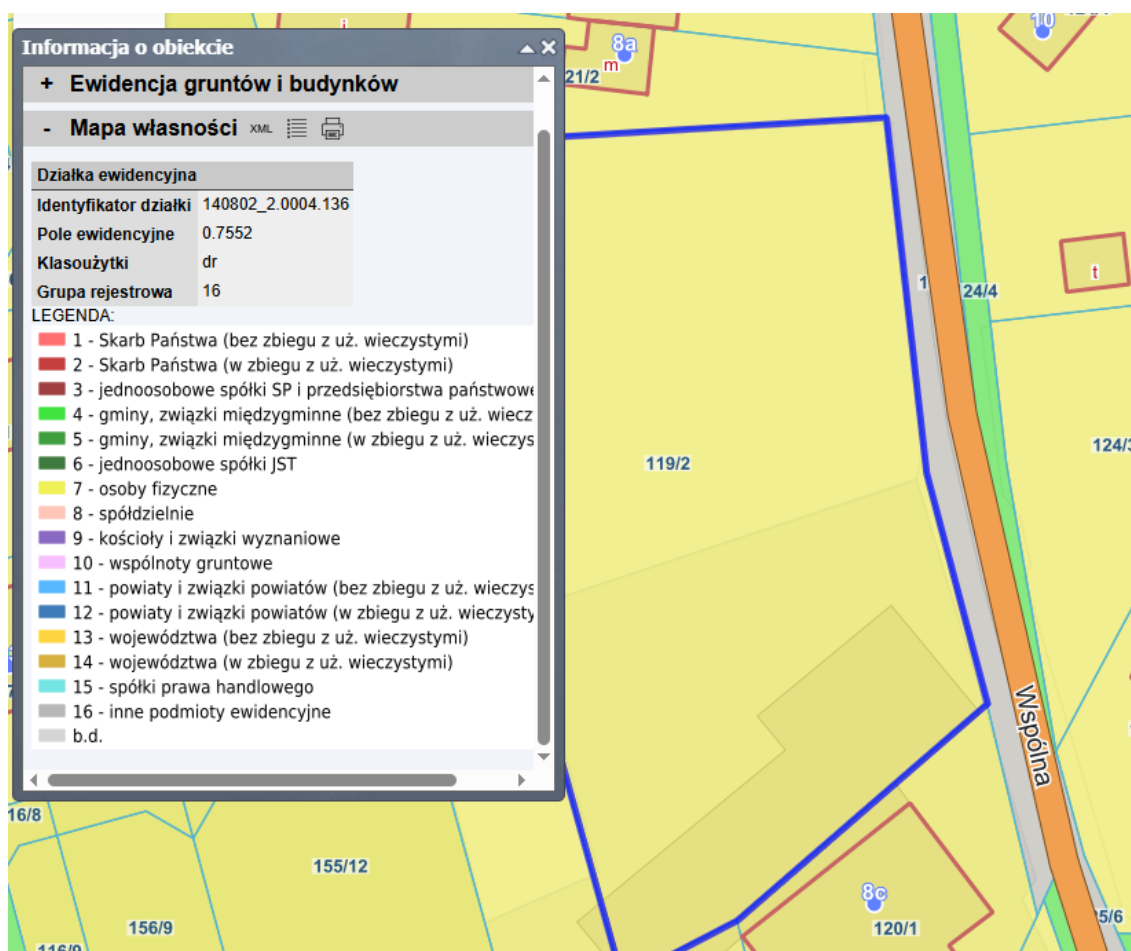 Informacja o obiekcie
+ Ewidencja gruntów i budynków
- Mapa własności XML
Działka ewidencyjna
Identyfikator działki 140802_2.0004.136
Pole ewidencyjne 0.7552
Klasoużytki dr
Grupa rejestrowa 16
LEGENDA:
1 - Skarb Państwa (bez zbiegu z uż. wieczystymi)
2 - Skarb Państwa (w zbiegu z uż. wieczystymi)
3 - jednoosobowe spółki SP i przedsiębiorstwa państwowe
4 - gminy, związki międzygminne (bez zbiegu z uż. wiecz
5 - gminy, związki międzygminne (w zbiegu z uż. wieczys
6 - jednoosobowe spółki JST
7 - osoby fizyczne
8 - spółdzielnie
9 - kościoły i związki wyznaniowe
10 - wspólnoty gruntowe
11 - powiaty i związki powiatów (bez zbiegu z uż. wieczys
12 - powiaty i związki powiatów (w zbiegu z uż. wieczysty
13 - województwa (bez zbiegu z uż. wieczystymi)
14 - województwa (w zbiegu z uż. wieczystymi)
15 - spółki prawa handlowego
16 - inne podmioty ewidencyjne
b.d.
i
8a
m
21/2
10
t
1
24/4
124/3
119/2
Wspólna
16/8
155/12
156/9
116/9
8c
120/1
25/6